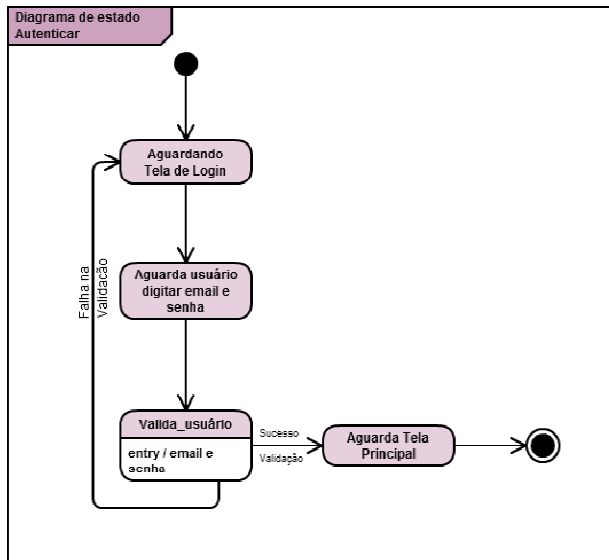 Diagrama de estado
Autenticar
Aguardando
Tela de Login
Aguarda usuário
digitar email e
senha
Falha na
Validação
Valida_usuário
entry / email e
senha
Sucesso
Validação
Aguarda Tela
Principal